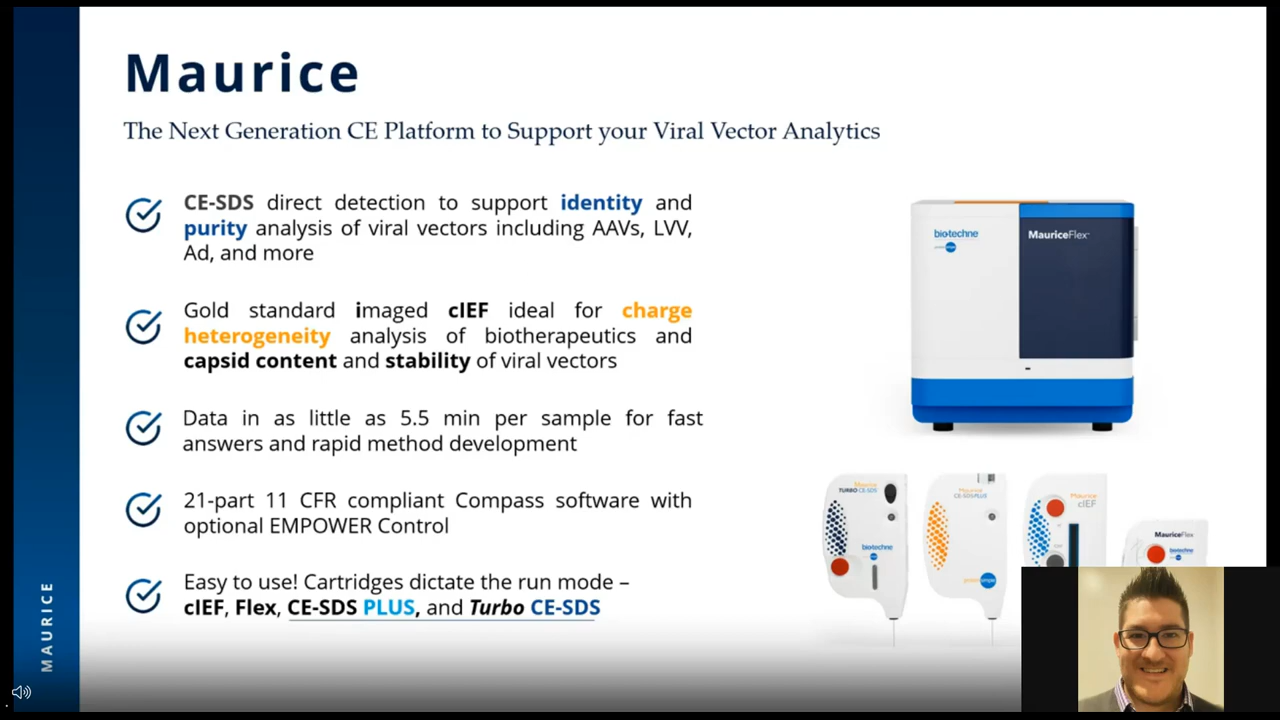 Maurice
The Next Generation CE Platform to Support your Viral Vector Analytics
CE-SDS direct detection to support identity and
purity analysis of viral vectors including AAVs, LVV,
Ad, and more
Gold standard imaged cIEF ideal for charge
heterogeneity analysis of biotherapeutics and
capsid content and stability of viral vectors
Data in as little as 5.5 min per sample for fast
answers and rapid method development
21-part 11 CFR compliant Compass software with
optional EMPOWER Control
Easy to use! Cartridges dictate the run mode –
cIEF, Flex, CE-SDS PLUS, and Turbo CE-SDS
MAURICE
bio-techne
MauriceFlex
Maurice
TURBO CE-SDS
bio-techne
Maurice
CE-SDS PLUS
proteinsimple
Maurice
cIEF
MauriceFlex
bio-techne